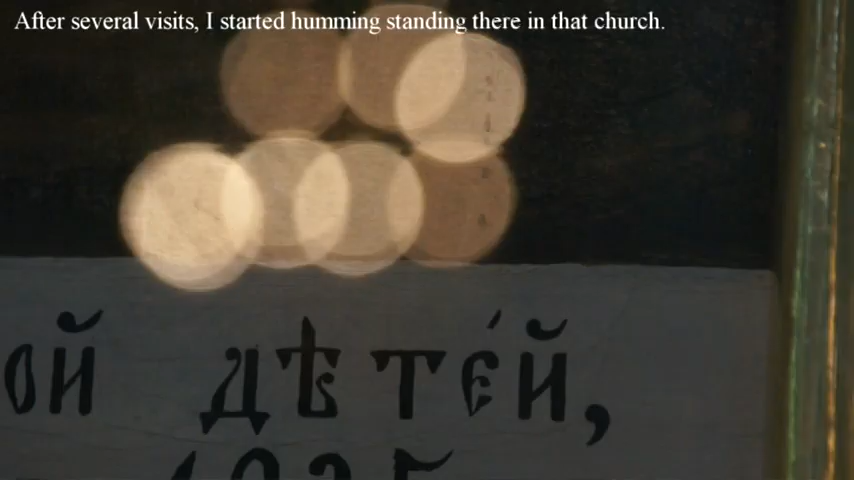 After several visits, I started humming standing there in that church.
ой дѣте́й,